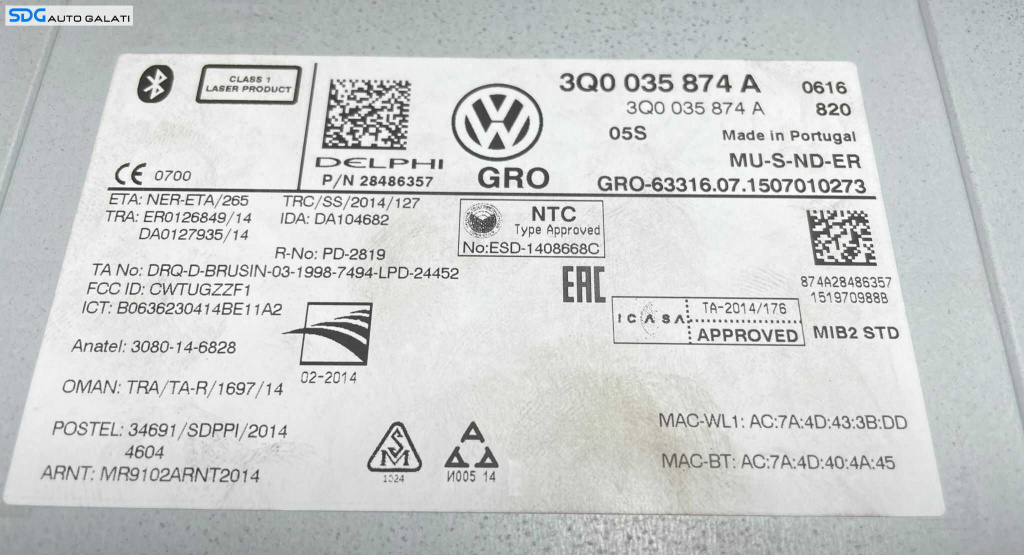 SDG AUTO GALATI
CLASS 1
LASER PRODUCT
CE 0700
DELPHI
P/N 28486357
GRO
3Q0 035 874 A 0616
3Q0 035 874 A 820
05S Made in Portugal
MU-S-ND-ER
GRO-63316.07.1507010273
ETA: NER-ETA/265 TRC/SS/2014/127
TRA: ER0126849/14 IDA: DA104682
DA0127935/14
R-No: PD-2819
TA No: DRQ-D-BRUSIN-03-1998-7494-LPD-24452
FCC ID: CWTUGZZF1
ICT: B0636230414BE11A2
NTC
Type Approved
No:ESD-1408668C
EAC
874A28486357
151970988B
ICASA TA-2014/176
APPROVED
MIB2 STD
Anatel: 3080-14-6828
02-2014
OMAN: TRA/TA-R/1697/14
POSTEL: 34691/SDPPI/2014
4604
ARNT: MR9102ARNT2014
SM
1024
AAA
И005 14
MAC-WL1: AC:7A:4D:43:3B:DD
MAC-BT: AC:7A:4D:40:4A:45